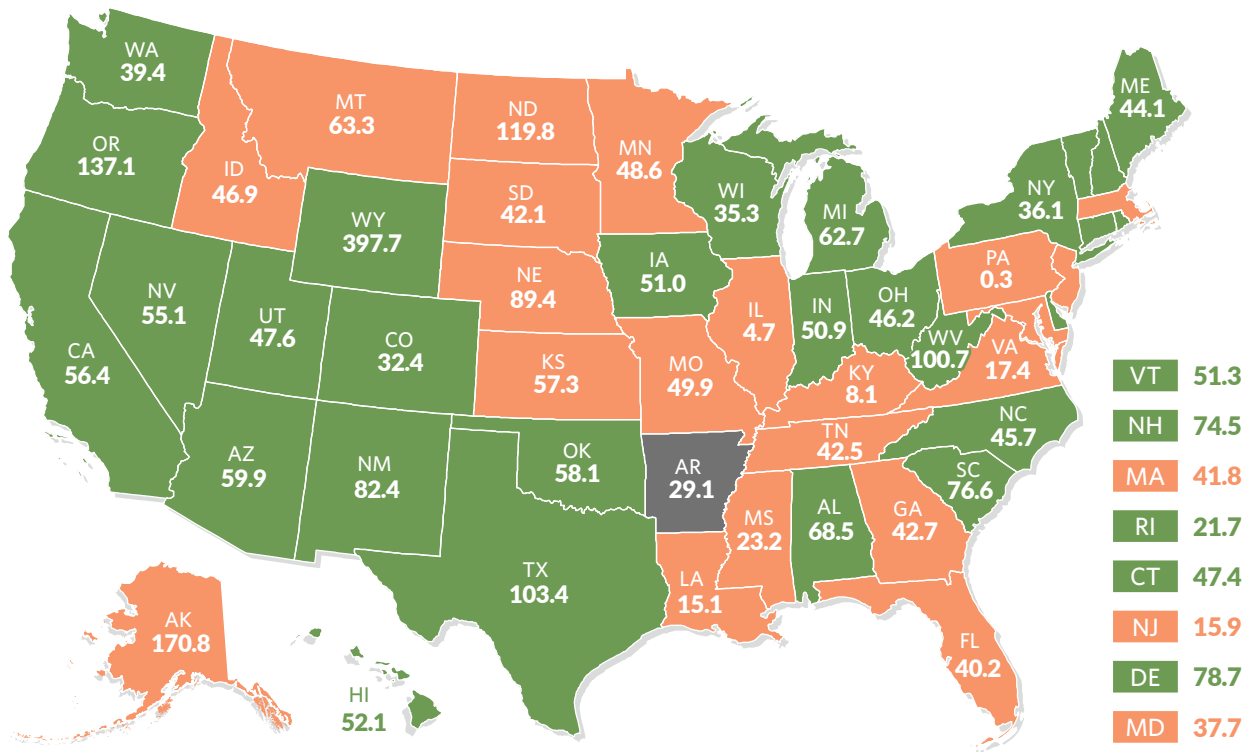 WA
39.4
OR
137.1
CA
56.4
NV
55.1
ID
46.9
MT
63.3
WY
397.7
UT
47.6
CO
32.4
AZ
59.9
NM
82.4
ND
119.8
SD
42.1
NE
89.4
KS
57.3
OK
58.1
TX
103.4
MN
48.6
IA
51.0
MO
49.9
AR
29.1
LA
15.1
WI
35.3
IL
4.7
MI
62.7
IN
50.9
OH
46.2
KY
8.1
TN
42.5
MS
23.2
AL
68.5
GA
42.7
FL
40.2
SC
76.6
NC
45.7
VA
17.4
WV
100.7
PA
0.3
NY
36.1
ME
44.1
AK
170.8
HI
52.1
VT 51.3
NH 74.5
MA 41.8
RI 21.7
CT 47.4
NJ 15.9
DE 78.7
MD 37.7